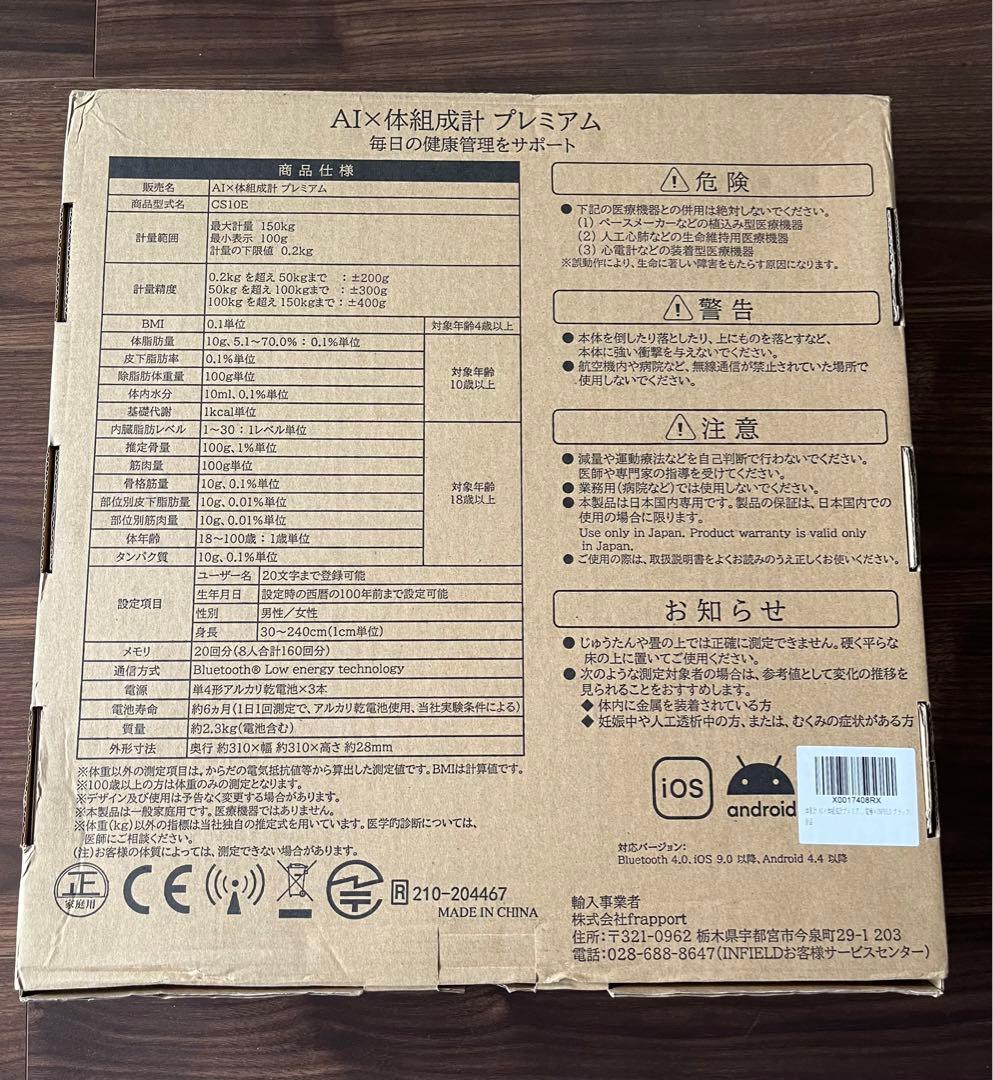 AI×体組成計 プレミアム
毎日の健康管理をサポート
商品仕様
販売名 AI×体組成計 プレミアム
商品型式名 CS10E
計量範囲 最大計量 150kg
最小表示 100g
計量の下限値 0.2kg
計量精度 0.2kg を超え 50kgまで :±200g
50kg を超え 100kgまで :±300g
100kg を超え 150kgまで:±400g
BMI 0.1単位 対象年齢4歳以上
体脂肪量 10g、5.1~70.0%:0.1%単位
皮下脂肪率 0.1%単位
除脂肪体重量 100g単位
対象年齢
10歳以上
体内水分 10ml、0.1%単位
基礎代謝 1kcal単位
内臓脂肪レベル 1~30:1レベル単位
推定骨量 100g、1%単位
筋肉量 100g単位
骨格筋量 10g、0.1%単位
対象年齢
18歳以上
部位別皮下脂肪量 10g、0.01%単位
部位別筋肉量 10g、0.01%単位
体年齢 18~100歳:1歳単位
タンパク質 10g、0.1%単位
設定項目
ユーザー名 20文字まで登録可能
生年月日 設定時の西暦の100年前まで設定可能
性別 男性/女性
身長 30~240cm(1cm単位)
メモリ 20回分(8人合計160回分)
通信方式 Bluetooth® Low energy technology
電源 単4形アルカリ乾電池×3本
電池寿命 約6ヵ月(1日1回測定で、アルカリ乾電池使用、当社実験条件による)
質量 約2.3kg(電池含む)
外形寸法 奥行 約310×幅 約310×高さ 約28mm
※体重以外の測定項目は、からだの電気抵抗値等から算出した測定値です。BMIは計算値です。
※100歳以上の方は体重のみの測定となります。
※デザイン及び使用は予告なく変更する場合があります。
※本製品は一般家庭用です。医療機器ではありません。
※体重(kg)以外の指標は当社独自の推定式を用いています。医学的診断については、
医師にご相談ください。
(注)お客様の体質によっては、測定できない場合があります。
正
家庭用
CE
R 210-204467
MADE IN CHINA
危険
● 下記の医療機器との併用は絶対しないでください。
(1) ペースメーカーなどの植込み型医療機器
(2) 人工心肺などの生命維持用医療機器
(3) 心電計などの装着型医療機器
※誤動作により、生命に著しい障害をもたらす原因になります。
警告
● 本体を倒したり落としたり、上にものを落とすなど、
本体に強い衝撃を与えないでください。
● 航空機内や病院など、無線通信が禁止されていた場所で
使用しないでください。
注意
● 減量や運動療法などを自己判断で行わないでください。
医師や専門家の指導を受けてください。
● 業務用(病院など)では使用しないでください。
● 本製品は日本国内専用です。製品の保証は、日本国内での
使用の場合に限ります。
Use only in Japan. Product warranty is valid only
in Japan.
● ご使用の際は、取扱説明書をよくお読みのうえ正しくお使いください。
お知らせ
● じゅうたんや畳の上では正確に測定できません。硬く平らな
床の上に置いてご使用ください。
● 次のような測定対象者の場合は、参考値として変化の推移を
見られることをおすすめします。
◆ 体内に金属を装着されている方
◆ 妊娠中や人工透析中の方、または、むくみの症状がある方
iOS
android
X0017408RX
対応バージョン:
Bluetooth 4.0、iOS 9.0 以降、Android 4.4 以降
輸入事業者
株式会社frapport
住所:〒321-0962 栃木県宇都宮市今泉町29-1 203
電話:028-688-8647(INFIELDお客様サービスセンター)